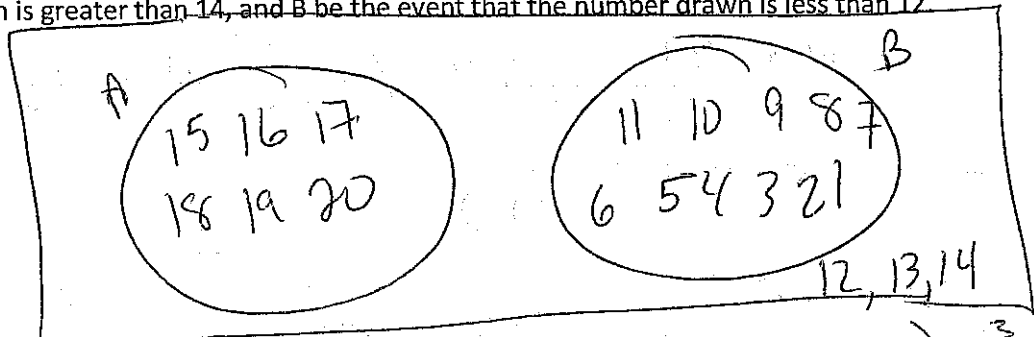 is greater than 14, and B be the event that the number drawn is less than 12.
A
B
15 16 17
11 10 9 8 7
18 19 20
6 5 4 3 2 1
12, 13, 14
3